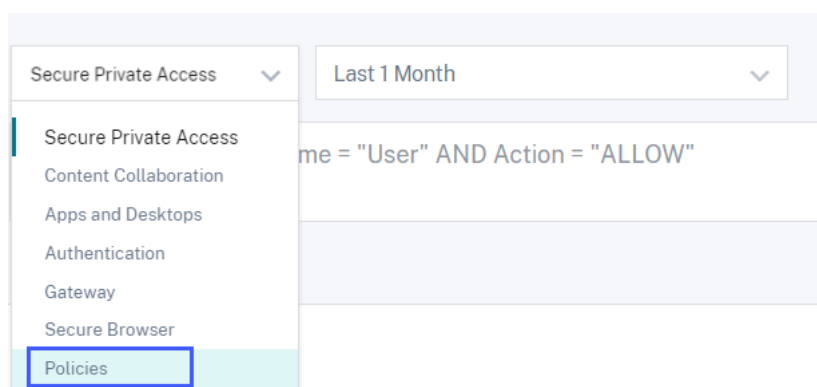 Secure Private Access
Last 1 Month
Secure Private Access
me = "User" AND Action = "ALLOW"
Content Collaboration
Apps and Desktops
Authentication
Gateway
Secure Browser
Policies